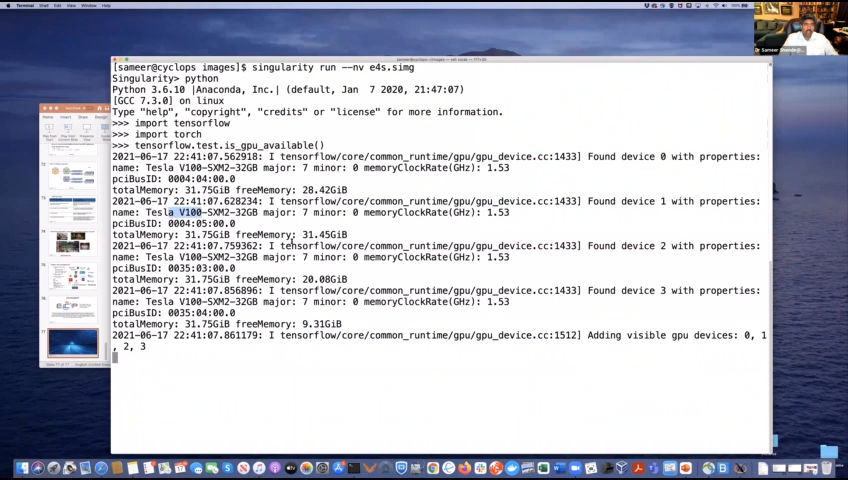 Terminal Shell Edit View Window Help
Dr Sameer Shende
[sameer@cyclops images]$ singularity run --nv e4s.simg
Singularity> python
Python 3.6.10 |Anaconda, Inc.| (default, Jan  7 2020, 21:47:07)
[GCC 7.3.0] on linux
Type "help", "copyright", "credits" or "license" for more information.
>>> import tensorflow
>>> import torch
>>> tensorflow.test.is_gpu_available()
2021-06-17 22:41:07.562918: I tensorflow/core/common_runtime/gpu/gpu_device.cc:1433] Found device 0 with properties:
name: Tesla V100-SXM2-32GB major: 7 minor: 0 memoryClockRate(GHz): 1.53
pciBusID: 0004:04:00.0
totalMemory: 31.75GiB freeMemory: 28.42GiB
2021-06-17 22:41:07.628234: I tensorflow/core/common_runtime/gpu/gpu_device.cc:1433] Found device 1 with properties:
name: Tesla V100-SXM2-32GB major: 7 minor: 0 memoryClockRate(GHz): 1.53
pciBusID: 0004:05:00.0
totalMemory: 31.75GiB freeMemory: 31.45GiB
2021-06-17 22:41:07.759362: I tensorflow/core/common_runtime/gpu/gpu_device.cc:1433] Found device 2 with properties:
name: Tesla V100-SXM2-32GB major: 7 minor: 0 memoryClockRate(GHz): 1.53
pciBusID: 0035:03:00.0
totalMemory: 31.75GiB freeMemory: 20.08GiB
2021-06-17 22:41:07.856896: I tensorflow/core/common_runtime/gpu/gpu_device.cc:1433] Found device 3 with properties:
name: Tesla V100-SXM2-32GB major: 7 minor: 0 memoryClockRate(GHz): 1.53
pciBusID: 0035:04:00.0
totalMemory: 31.75GiB freeMemory: 9.31GiB
2021-06-17 22:41:07.861179: I tensorflow/core/common_runtime/gpu/gpu_device.cc:1512] Adding visible gpu devices: 0, 1
, 2, 3